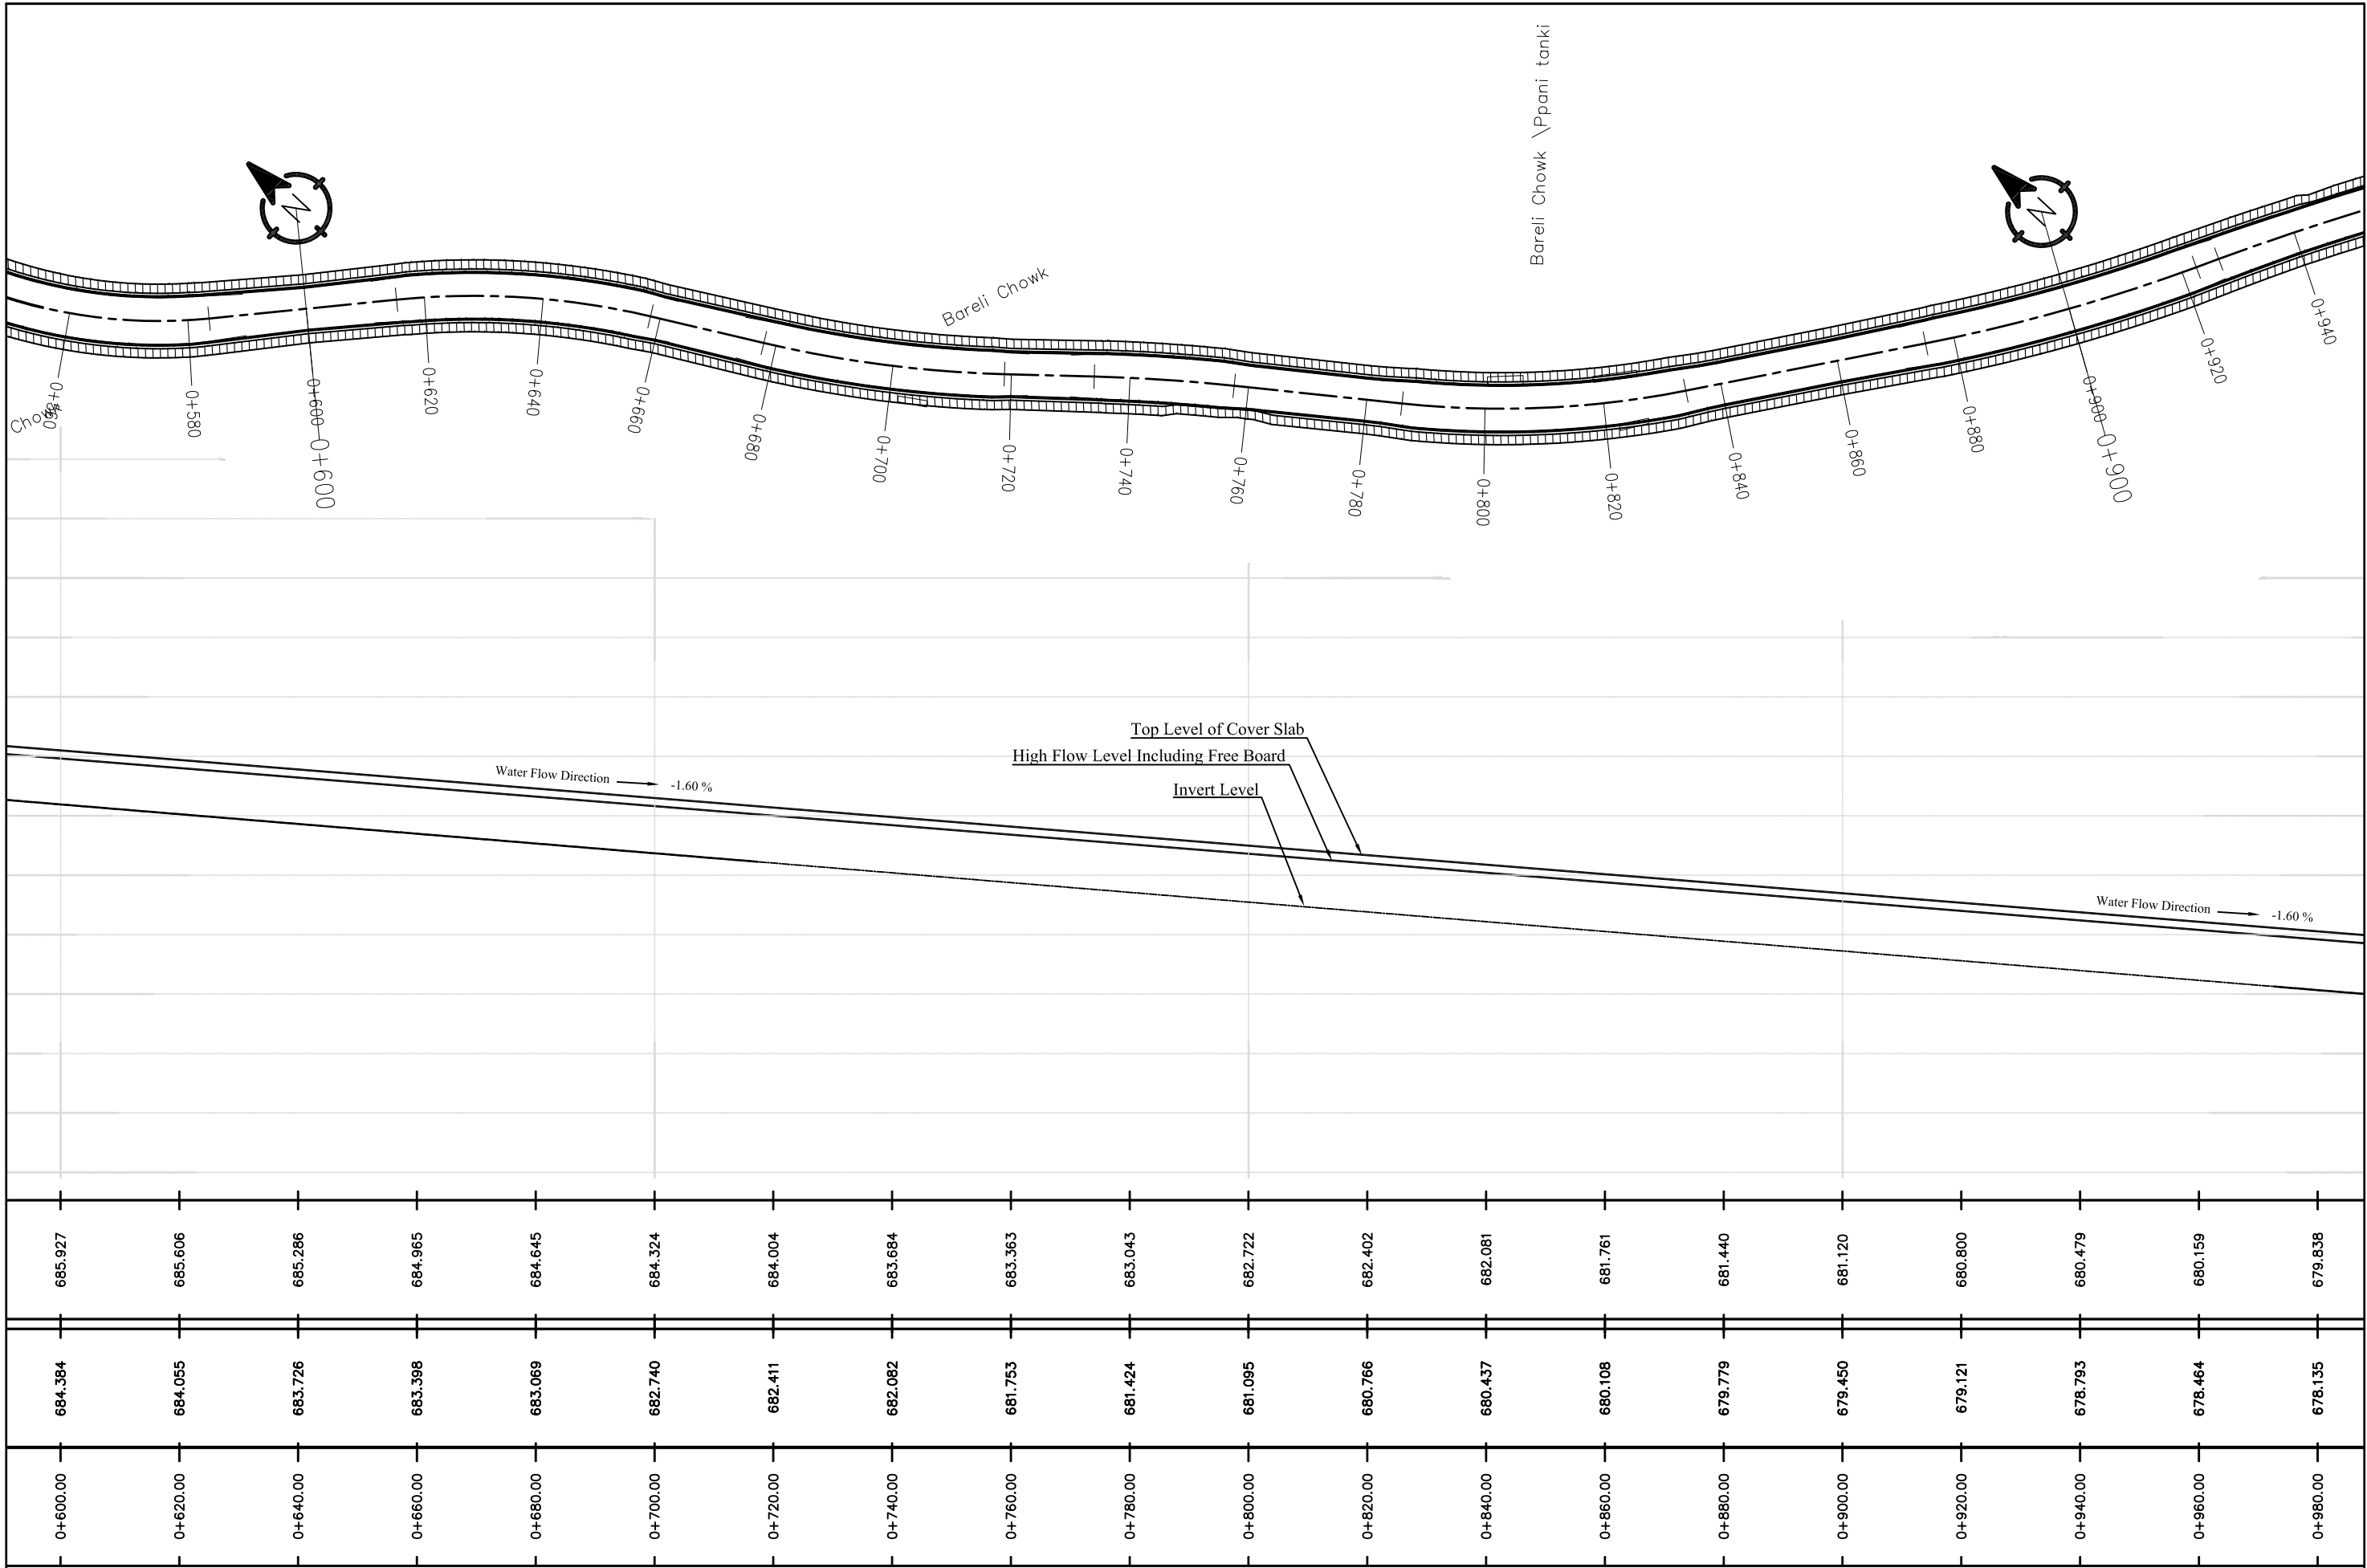 Bareli Chowk \Ppani tanki
N
N
Bareli Chowk
Chowk
0+580
0+600
0+600
0+620
0+640
0+660
0+680
0+700
0+720
0+740
0+760
0+780
0+800
0+820
0+840
0+860
0+880
0+900
0+900
0+920
0+940
Top Level of Cover Slab
High Flow Level Including Free Board
Invert Level
Water Flow Direction -1.60 %
Water Flow Direction -1.60 %
685.927 685.606 685.286 684.965 684.645 684.324 684.004 683.684 683.363 683.043 682.722 682.402 682.081 681.761 681.440 681.120 680.800 680.479 680.159 679.838
684.384 684.055 683.726 683.398 683.069 682.740 682.411 682.082 681.753 681.424 681.095 680.766 680.437 680.108 679.779 679.450 679.121 678.793 678.464 678.135
0+600.00 0+620.00 0+640.00 0+660.00 0+680.00 0+700.00 0+720.00 0+740.00 0+760.00 0+780.00 0+800.00 0+820.00 0+840.00 0+860.00 0+880.00 0+900.00 0+920.00 0+940.00 0+960.00 0+980.00